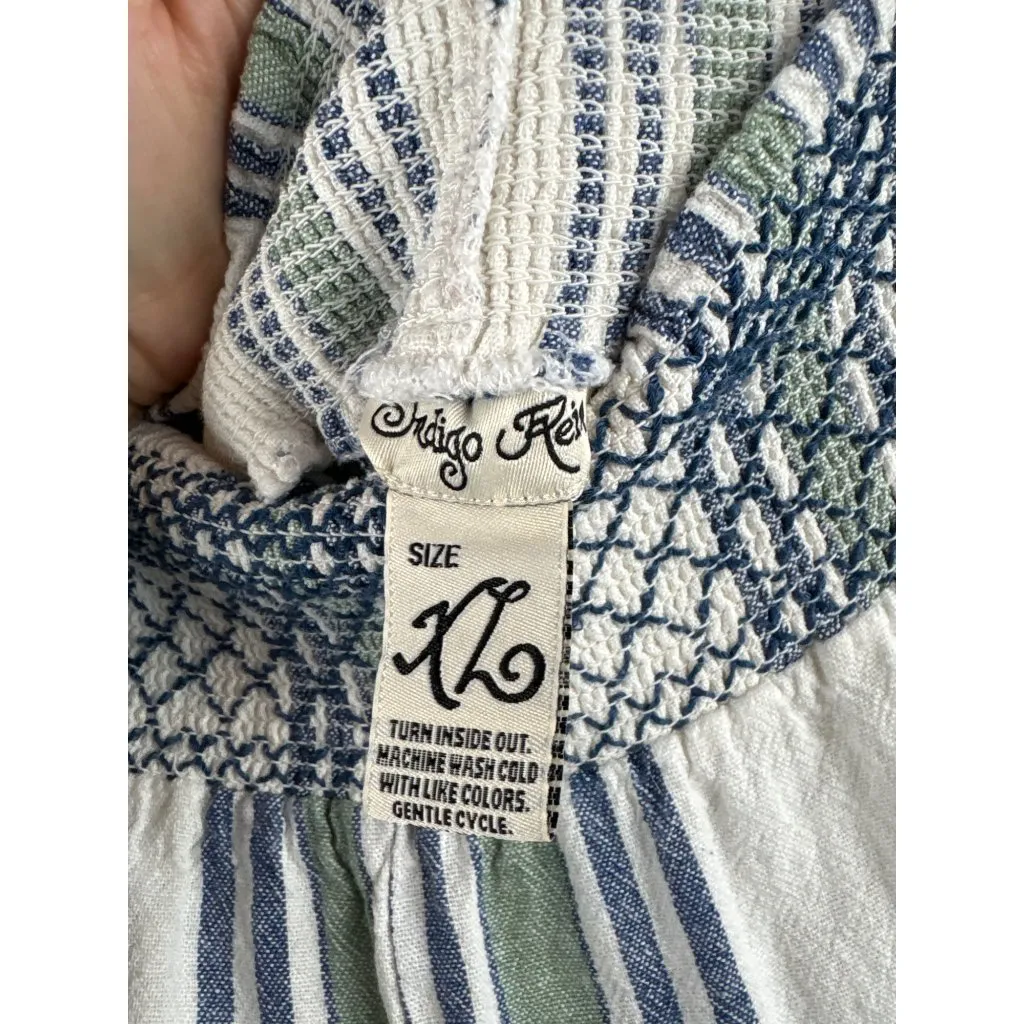 Indigo Rein
SIZE
XL
TURN INSIDE OUT.
MACHINE WASH COLD
WITH LIKE COLORS.
GENTLE CYCLE.